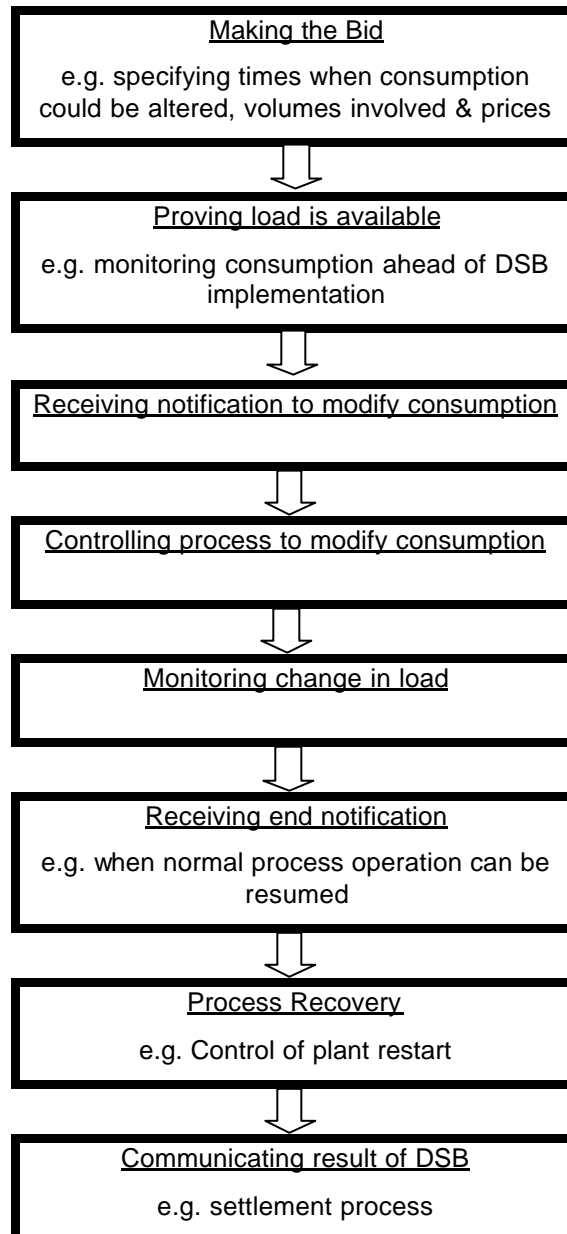 Making the Bid
e.g. specifying times when consumption
could be altered, volumes involved & prices
Proving load is available
e.g. monitoring consumption ahead of DSB
implementation
Receiving notification to modify consumption
Controlling process to modify consumption
Monitoring change in load
Receiving end notification
e.g. when normal process operation can be
resumed
Process Recovery
e.g. Control of plant restart
Communicating result of DSB
e.g. settlement process